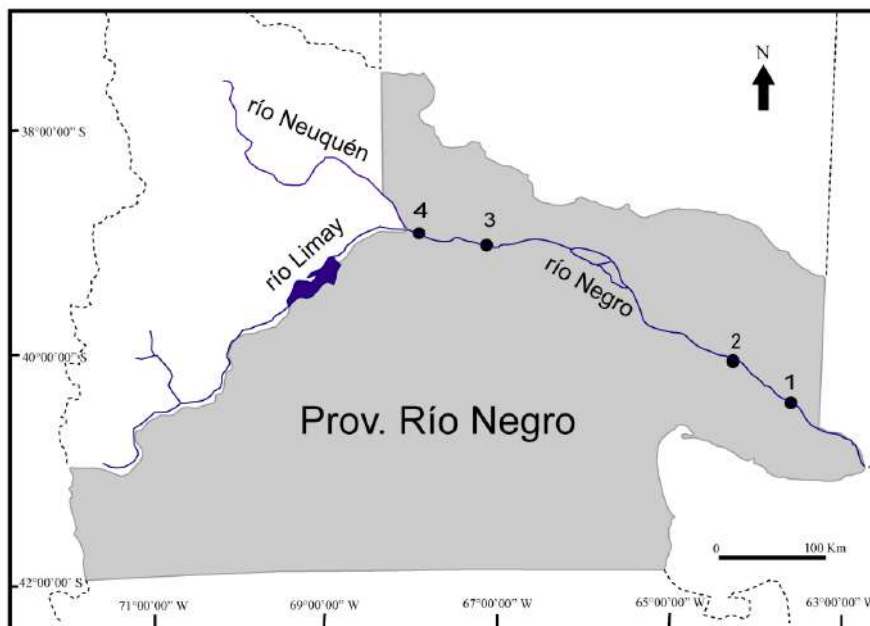 N
río Neuquén
38°00'00" S
4
3
río Limay
río Negro
40°00'00" S
2
1
Prov. Río Negro
0 100 Km
42°00'00" S
71°00'00" W
69°00'00" W
67°00'00" W
65°00'00" W
63°00'00" W